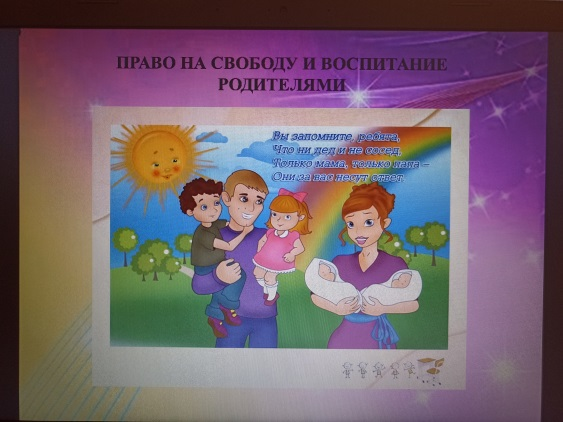 ПРАВО НА СВОБОДУ И ВОСПИТАНИЕ
РОДИТЕЛЯМИ
Вы запомните, ребята,
Что ни дед и не сосед,
Только мама, только папа –
Они за вас несут ответ.